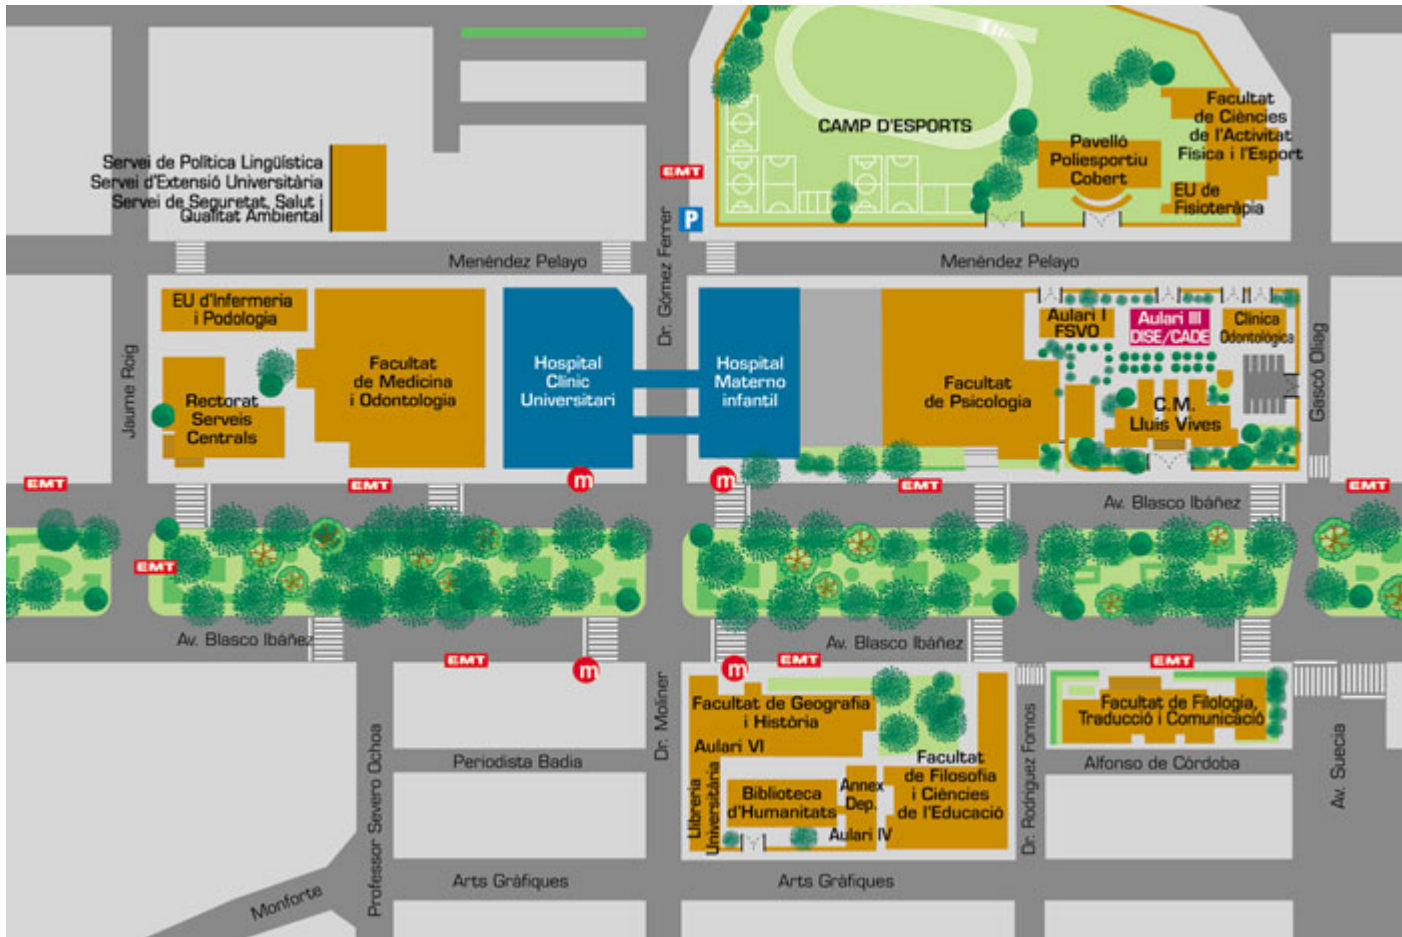 CAMP D'ESPORTS
Facultat
de Ciències
de l'Activitat
Física i l'Esport
Pavelló
Poliesportiu
Cobert
EU de
Fisioteràpia
Servei de Política Lingüística
Servei d'Extensió Universitària
Servei de Seguretat, Salut i
Qualitat Ambiental
EMT
P
Dr. Gómez Ferrer
Menéndez Pelayo
Menéndez Pelayo
EU d'Infermeria
i Podologia
Jaume Roig
Rectorat
Serveis
Centrals
Facultat
de Medicina
i Odontologia
Hospital
Clínic
Universitari
Hospital
Materno
infantil
Facultat
de Psicologia
Aulari I
FSVO
Aulari III
DISE/CADE
Clínica
Odontológica
C.M.
Lluís Vives
Gascó Oliag
EMT
EMT
m
m
EMT
EMT
Av. Blasco Ibáñez
EMT
Av. Blasco Ibáñez
Av. Blasco Ibáñez
EMT
m
m
EMT
EMT
Professor Severo Ochoa
Dr. Moliner
Facultat de Geografia
i Història
Aulari VI
Llibreria
Universitària
Biblioteca
d'Humanitats
Annex
Dep.
Aulari IV
Facultat
de Filosofia
i Ciències
de l'Educació
Dr. Rodríguez Fornos
Facultat de Filologia,
Traducció i Comunicació
Av. Suecia
Periodista Badia
Alfonso de Córdoba
Monforte
Arts Gráfiques
Arts Gráfiques